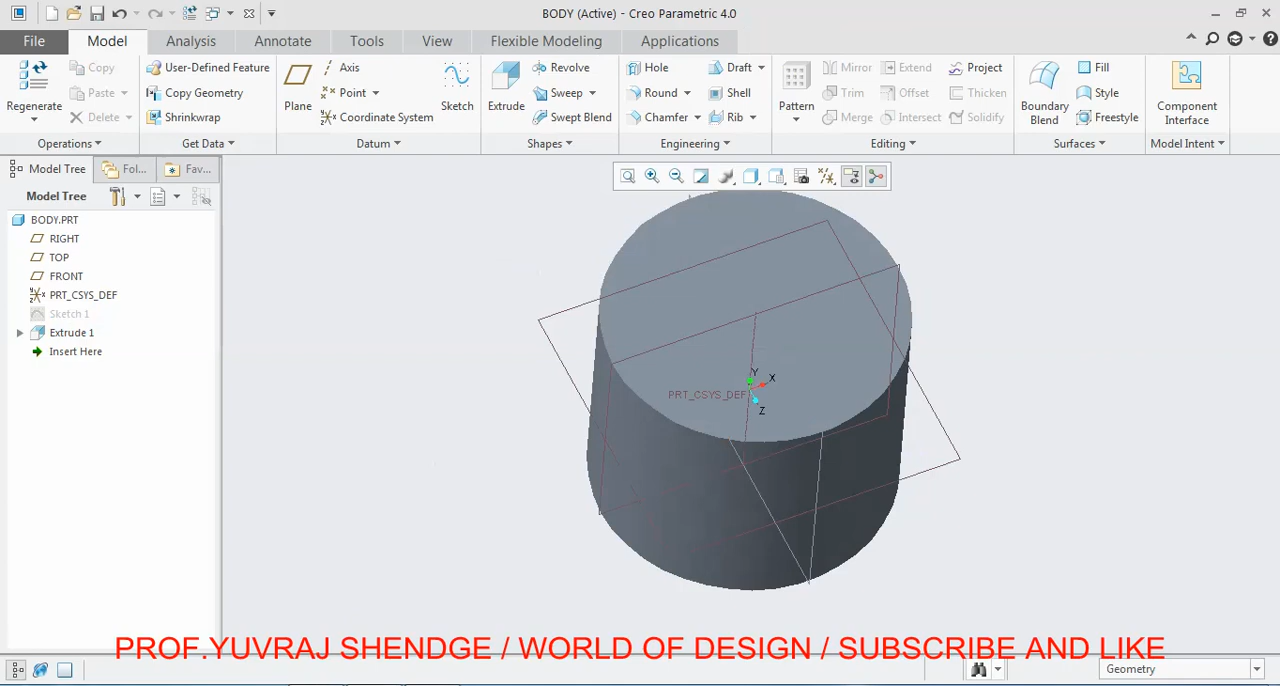 BODY (Active) - Creo Parametric 4.0
File Model Analysis Annotate Tools View Flexible Modeling Applications
Regenerate
Copy
Paste
Delete
Operations
User-Defined Feature
Copy Geometry
Shrinkwrap
Get Data
Plane
Axis
Point
Coordinate System
Sketch
Datum
Extrude
Revolve
Sweep
Swept Blend
Shapes
Hole
Round
Chamfer
Draft
Shell
Rib
Engineering
Pattern
Mirror
Trim
Merge
Extend
Offset
Intersect
Project
Thicken
Solidify
Editing
Boundary
Blend
Fill
Style
Freestyle
Surfaces
Component
Interface
Model Intent
Model Tree Fol... Fav...
Model Tree
BODY.PRT
RIGHT
TOP
FRONT
PRT_CSYS_DEF
Sketch 1
Extrude 1
Insert Here
Y
X
PRT_CSYS_DEF
Z
PROF.YUVRAJ SHENDGE / WORLD OF DESIGN / SUBSCRIBE AND LIKE
Geometry